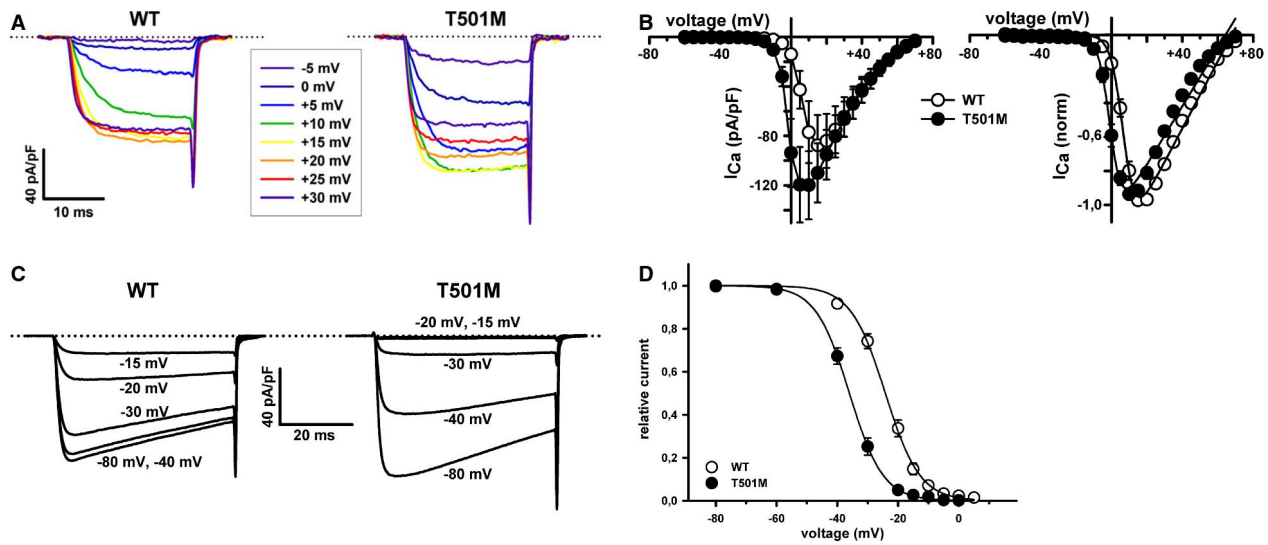 A
WT
T501M
-5 mV
0 mV
+5 mV
+10 mV
+15 mV
+20 mV
+25 mV
+30 mV
40 pA/pF
10 ms
B
voltage (mV)
-80
-40
+40
+80
-80
-120
ICa (pA/pF)
WT
T501M
voltage (mV)
-80
-40
+40
+80
-0,6
-1,0
ICa (norm)
C
WT
T501M
-15 mV
-20 mV
-30 mV
-80 mV, -40 mV
40 pA/pF
20 ms
-20 mV, -15 mV
-30 mV
-40 mV
-80 mV
D
1,0
0,8
0,6
0,4
0,2
0,0
relative current
WT
T501M
-80
-60
-40
-20
0
voltage (mV)